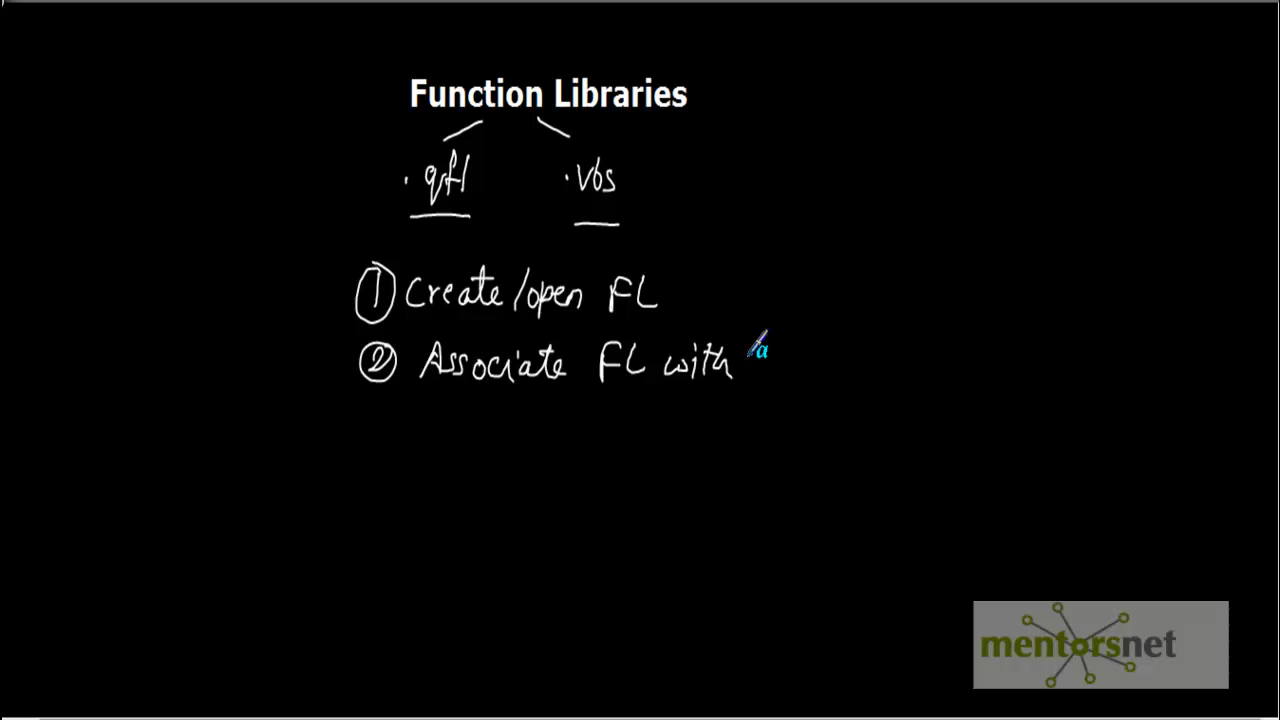 Function Libraries
.qfl .vbs
1 Create/open FL
2 Associate FL with
mentorsnet